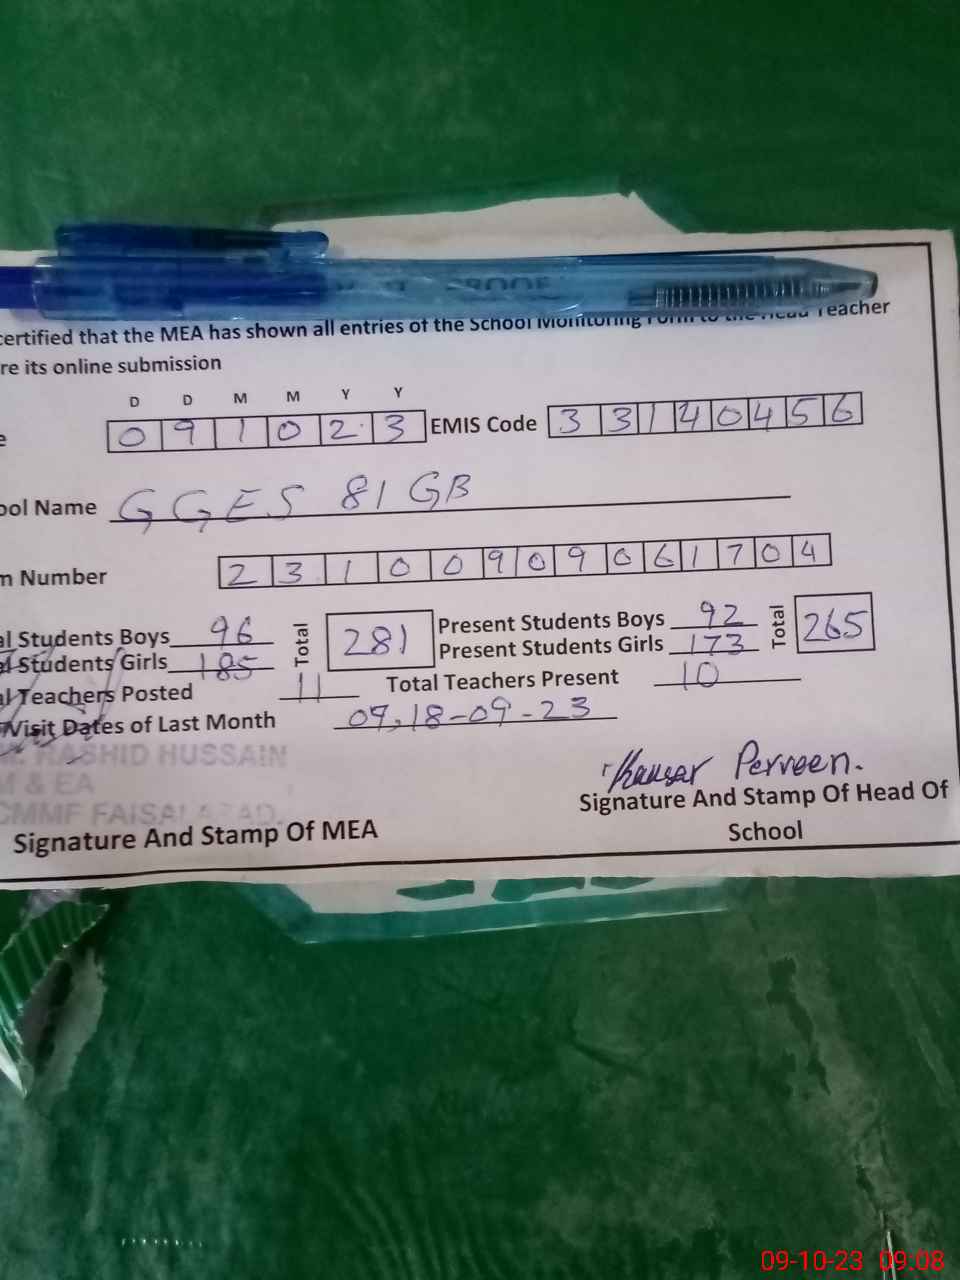 certified that the MEA has shown all entries of the School Monitoring Form to the Head Teacher
re its online submission
D D M M Y Y
e 0 9 1 0 2 3 EMIS Code 3 3 1 4 0 4 5 6
ool Name GGES 81 GB
m Number 2 3 1 0 0 9 0 9 0 6 1 7 0 4
al Students Boys 96 Total 281 Present Students Boys 92 Total 265
al Students Girls 185 Present Students Girls 173
al Teachers Posted 11 Total Teachers Present 10
Visit Dates of Last Month 09,18-09-23
RASHID HUSSAIN
M & EA
CMMF FAISALABAD.
Kausar Perveen.
Signature And Stamp Of MEA
Signature And Stamp Of Head Of
School
09-10-23 09:08